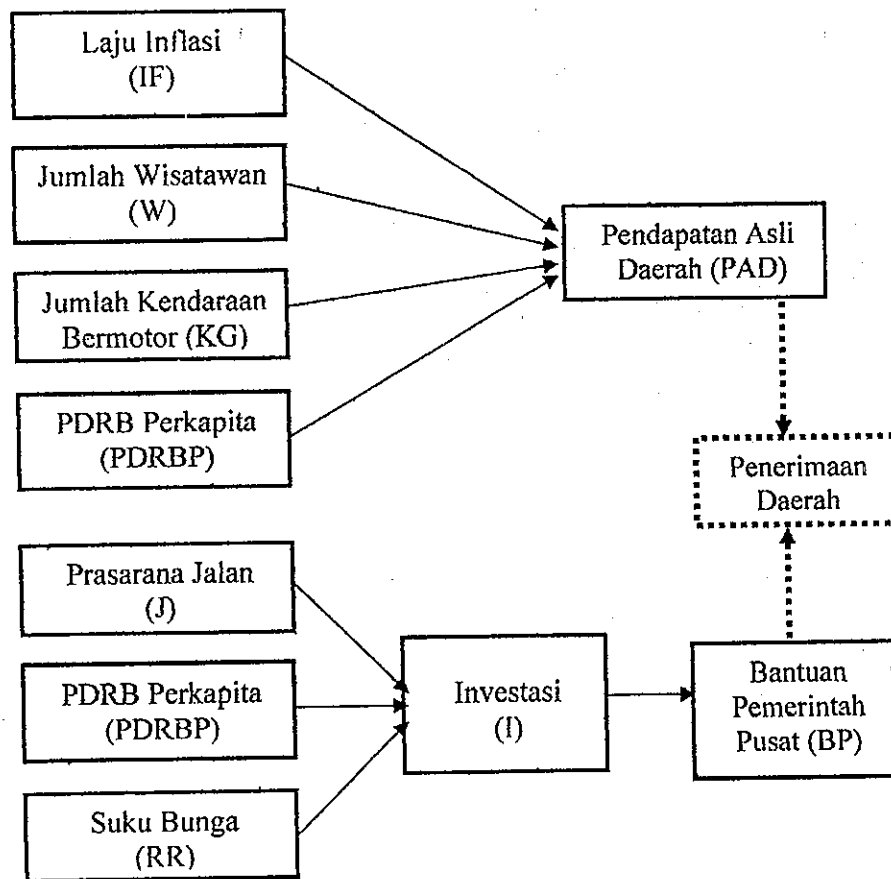 Laju Inflasi
(IF)
Jumlah Wisatawan
(W)
Jumlah Kendaraan
Bermotor (KG)
PDRB Perkapita
(PDRBP)
Pendapatan Asli
Daerah (PAD)
Penerimaan
Daerah
Prasarana Jalan
(J)
PDRB Perkapita
(PDRBP)
Suku Bunga
(RR)
Investasi
(I)
Bantuan
Pemerintah
Pusat (BP)